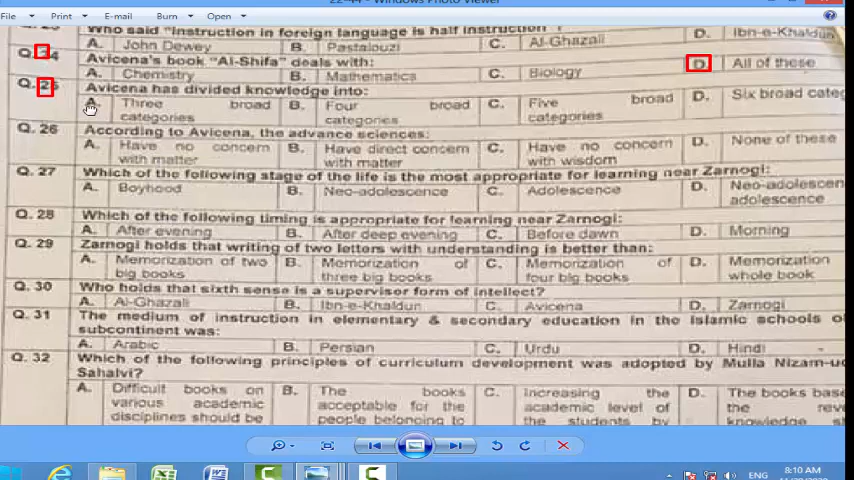 22-44 - Windows Photo Viewer
File Print E-mail Burn Open
Who said "Instruction in foreign language is half instruction"?
A. John Dewey B. Pastalouzi C. Al-Ghazali D. Ibn-e-Khaldun
Q. 24 Avicena's book "Al-Shifa" deals with:
A. Chemistry B. Mathematics C. Biology D. All of these
Q. 25 Avicena has divided knowledge into:
A. Three broad B. Four broad C. Five broad D. Six broad categ
categories categories categories
Q. 26 According to Avicena, the advance sciences:
A. Have no concern B. Have direct concern C. Have no concern D. None of these
with matter with matter with wisdom
Q. 27 Which of the following stage of the life is the most appropriate for learning near Zarnogi:
A. Boyhood B. Neo-adolescence C. Adolescence D. Neo-adolescen
adolescence
Q. 28 Which of the following timing is appropriate for learning near Zarnogi:
A. After evening B. After deep evening C. Before dawn D. Morning
Q. 29 Zarnogi holds that writing of two letters with understanding is better than:
A. Memorization of two B. Memorization of C. Memorization of D. Memorization
big books three big books four big books whole book
Q. 30 Who holds that sixth sense is a supervisor form of intellect?
A. Al-Ghazali B. Ibn-e-Khaldun C. Avicena D. Zarnogi
Q. 31 The medium of instruction in elementary & secondary education in the Islamic schools o
subcontinent was:
A. Arabic B. Persian C. Urdu D. Hindi
Q. 32 Which of the following principles of curriculum development was adopted by Mulla Nizam-ud
Sahalvi?
A. Difficult books on B. The books C. Increasing the D. The books base
various academic acceptable for the academic level of the rev
disciplines should be people belonging to the students by knowledge
ENG 8:10 AM